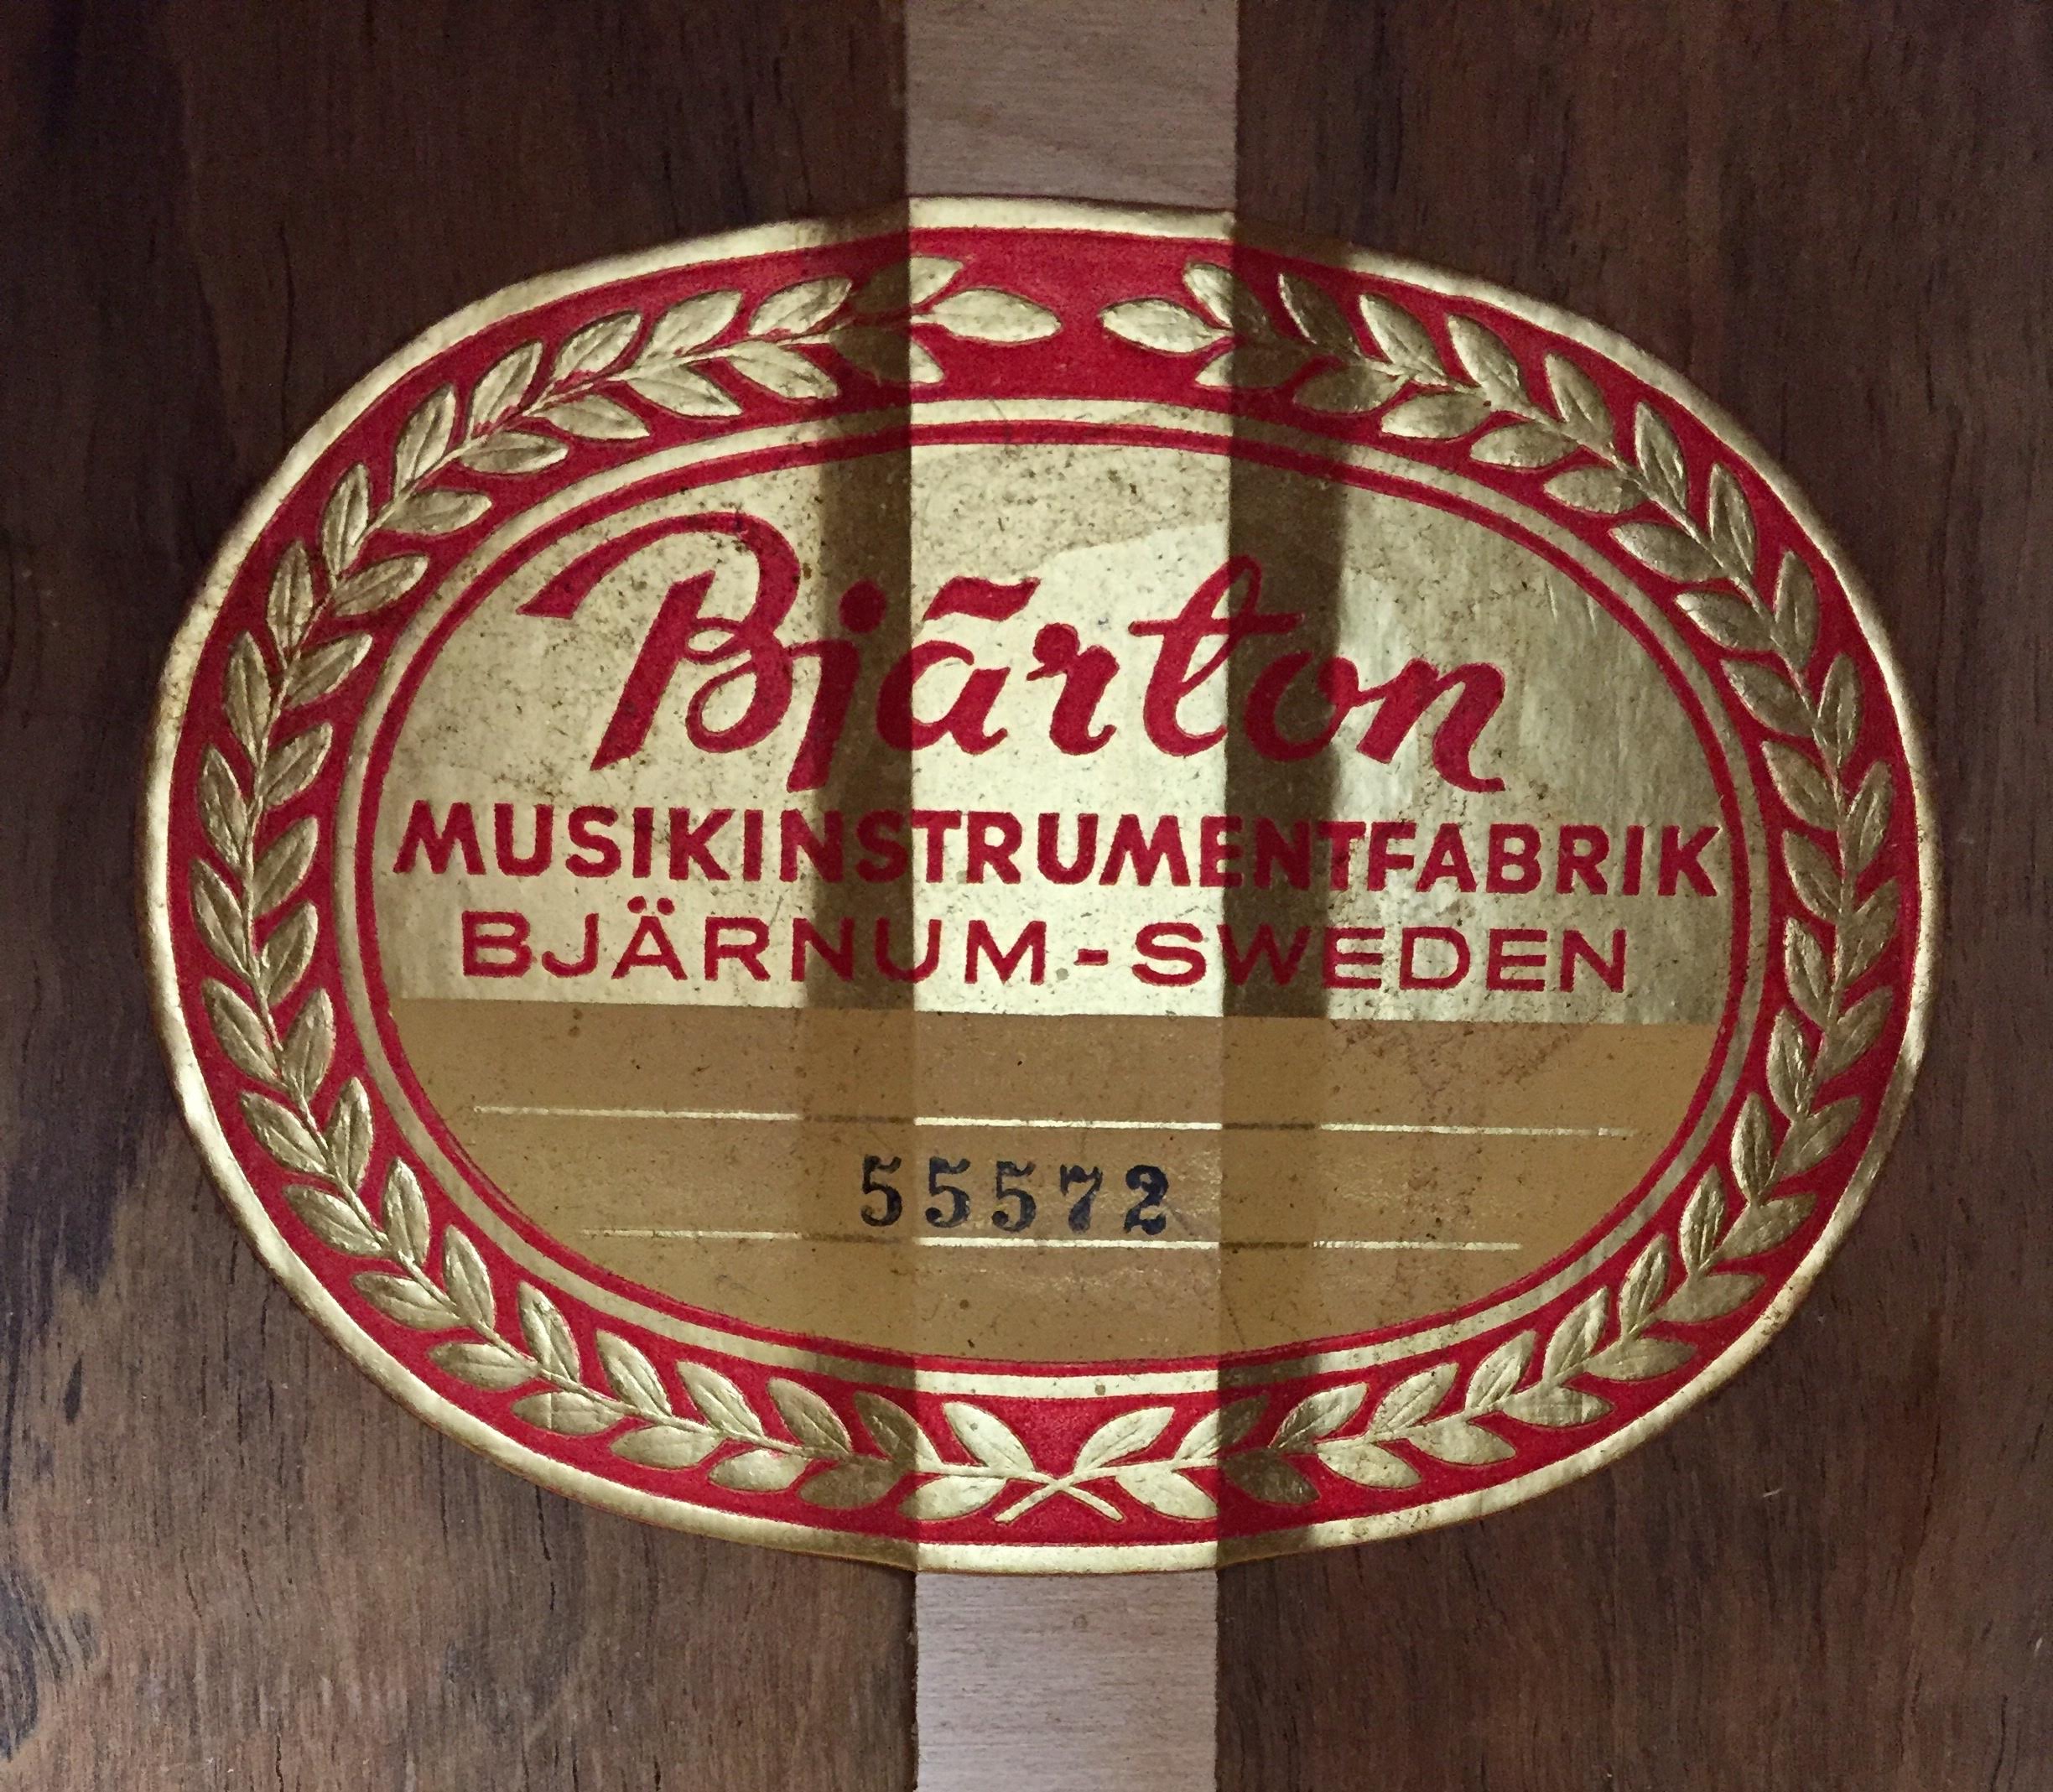 Bjärton
MUSIKINSTRUMENTFABRIK
BJÄRNUM-SWEDEN
55572